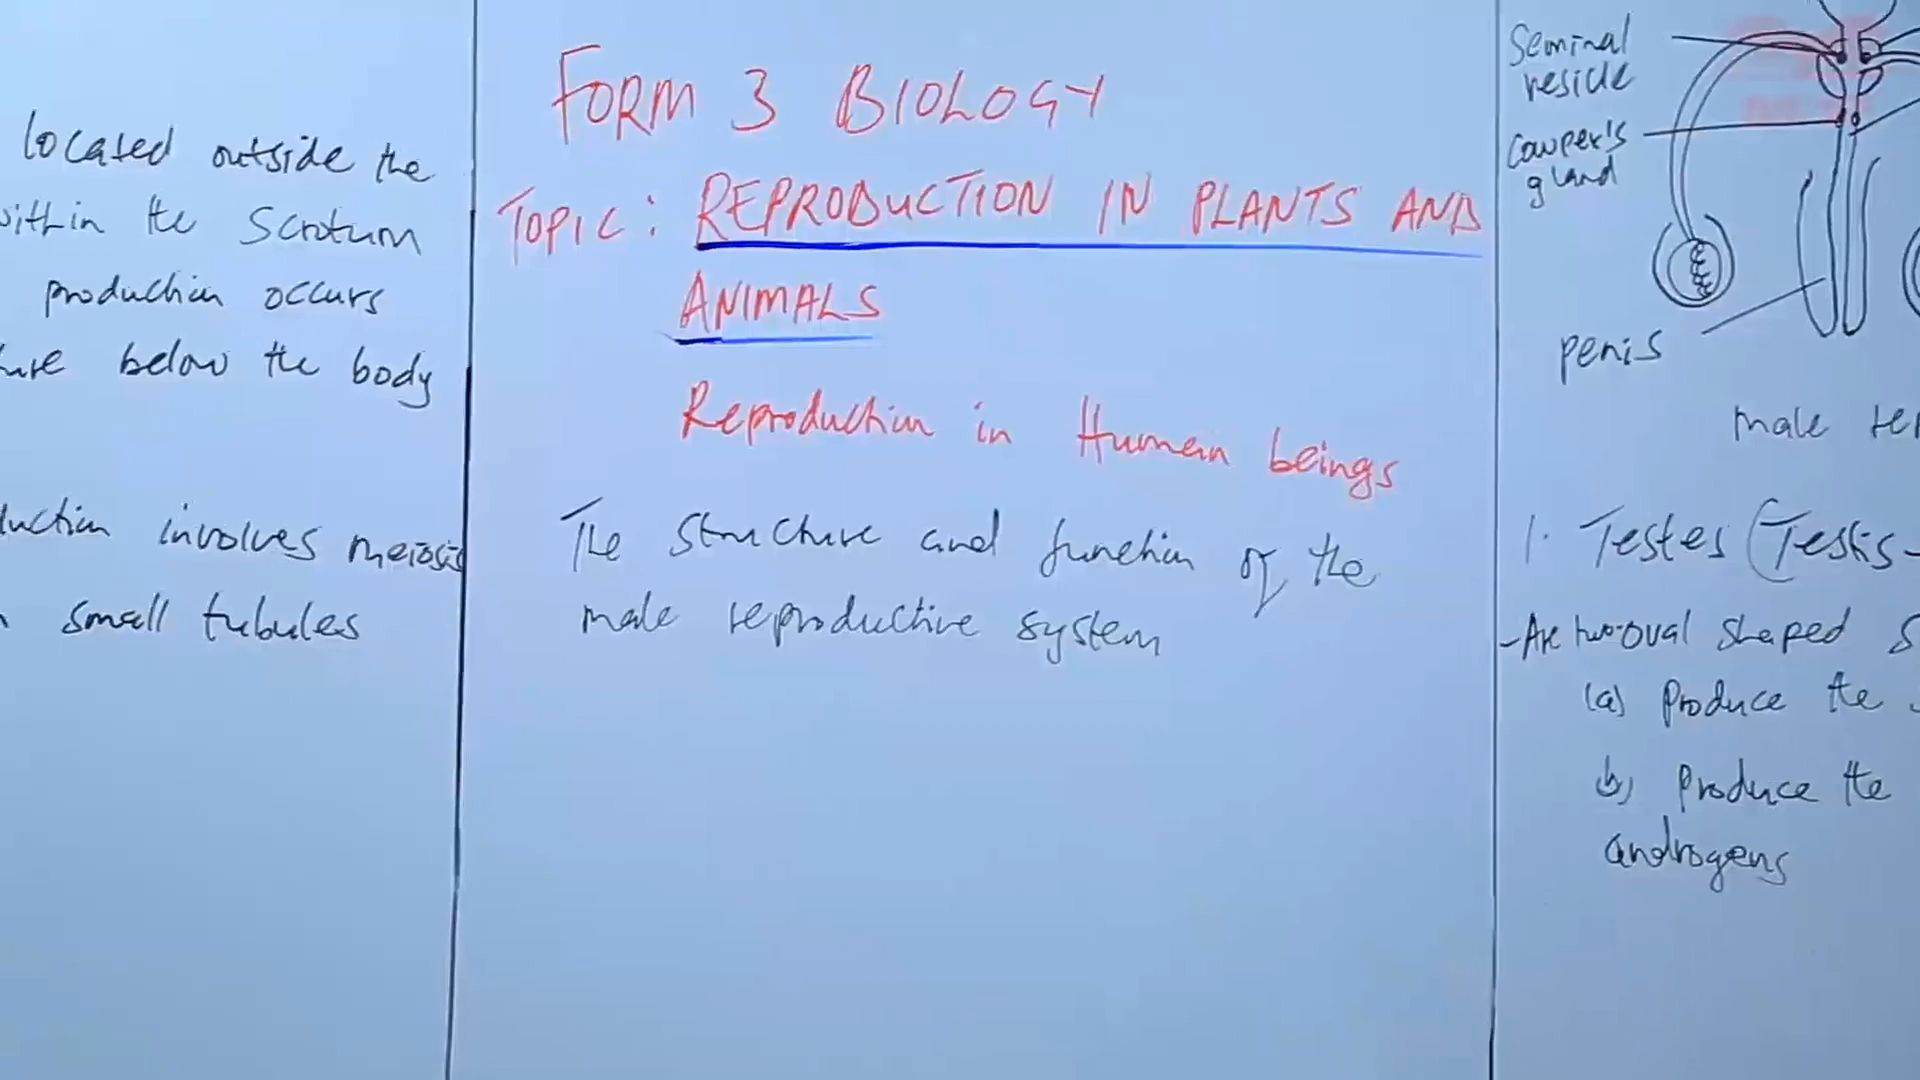 located outside the
within the Scrotum
production occurs
below the body
involves meiosis
small tubules
FORM 3 BIOLOGY
TOPIC: REPRODUCTION IN PLANTS AND
ANIMALS
Reproduction in Human beings
The structure and function of the
male reproductive system
Seminal
vesicle
Cowper's
gland
penis
male
1. Testes (Testis-
- Are two oval shaped
(a) produce the
b) produce the
androgens